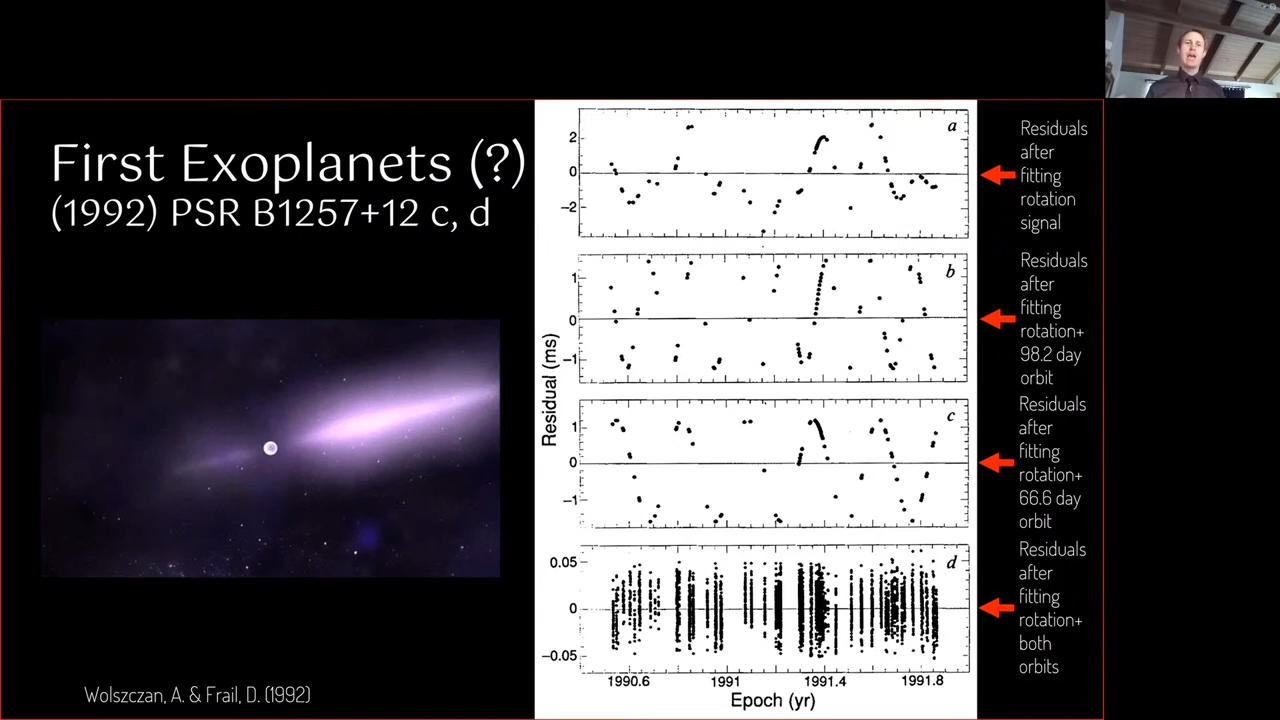 First Exoplanets (?)
(1992) PSR B1257+12 c, d
Wolszczan, A. & Frail, D. (1992)
Residual (ms)
a
2
0
−2
b
1
0
−1
c
1
0
−1
d
0.05
0
−0.05
1990.6
1991
1991.4
1991.8
Epoch (yr)
Residuals
after
fitting
rotation
signal
Residuals
after
fitting
rotation+
98.2 day
orbit
Residuals
after
fitting
rotation+
66.6 day
orbit
Residuals
after
fitting
rotation+
both
orbits